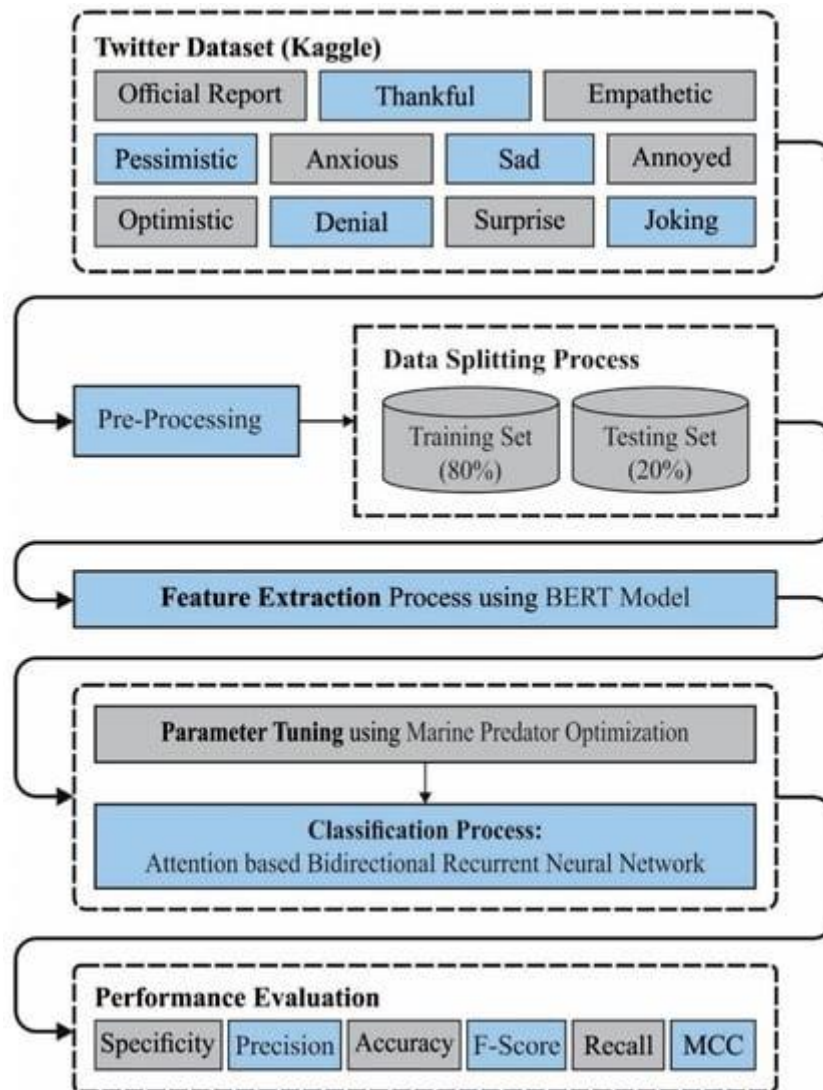 Twitter Dataset (Kaggle)
Official Report
Thankful
Empathetic
Pessimistic
Anxious
Sad
Annoyed
Optimistic
Denial
Surprise
Joking
Pre-Processing
Data Splitting Process
Training Set
(80%)
Testing Set
(20%)
Feature Extraction Process using BERT Model
Parameter Tuning using Marine Predator Optimization
Classification Process:
Attention based Bidirectional Recurrent Neural Network
Performance Evaluation
Specificity
Precision
Accuracy
F-Score
Recall
MCC